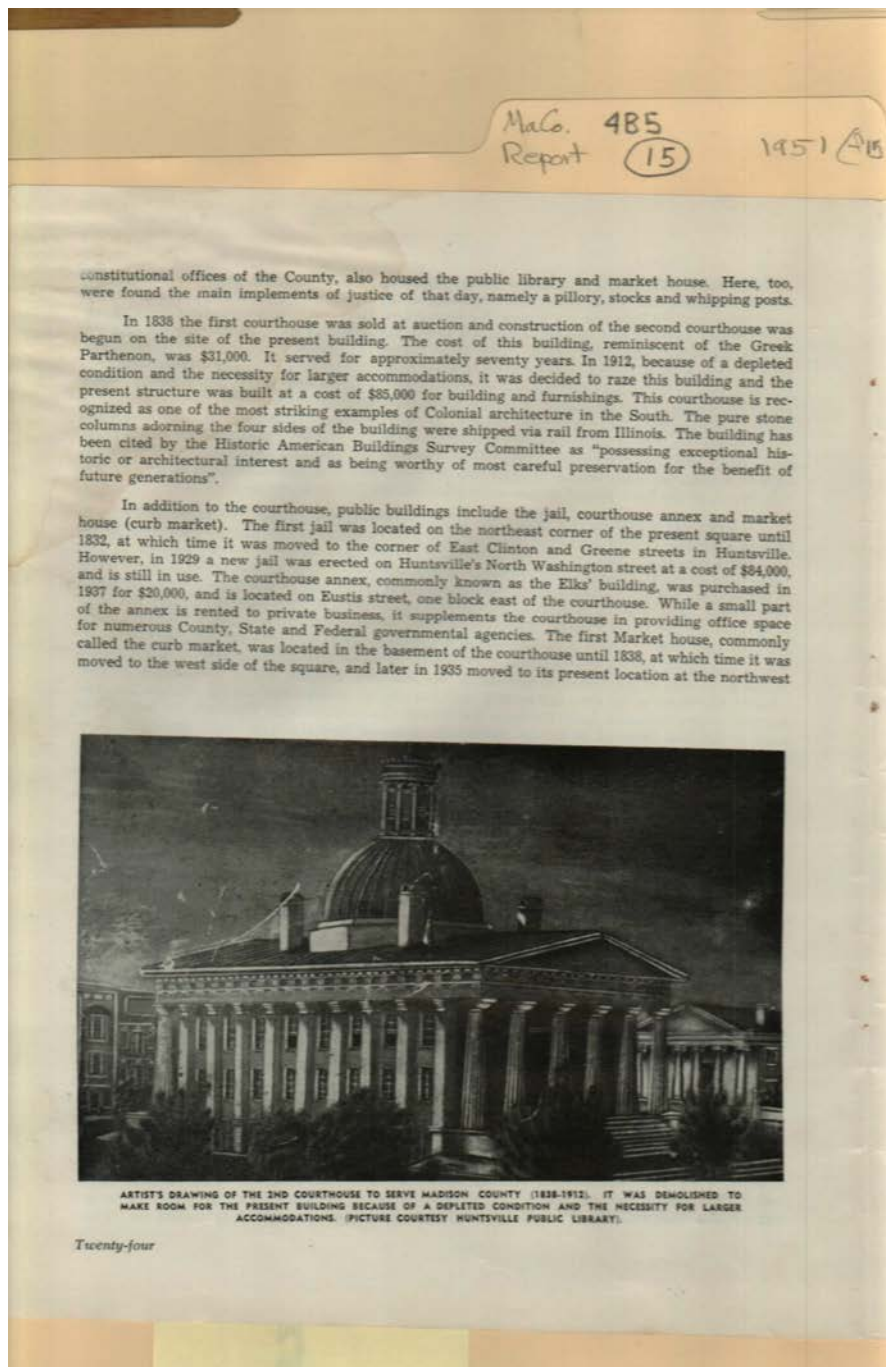 MaCo. 4B5
Report 15 1951
constitutional offices of the County, also housed the public library and market house. Here, too,
were found the main implements of justice of that day, namely a pillory, stocks and whipping posts.
In 1838 the first courthouse was sold at auction and construction of the second courthouse was
begun on the site of the present building. The cost of this building, reminiscent of the Greek
Parthenon, was $31,000. It served for approximately seventy years. In 1912, because of a depleted
condition and the necessity for larger accommodations, it was decided to raze this building and the
present structure was built at a cost of $85,000 for building and furnishings. This courthouse is rec-
ognized as one of the most striking examples of Colonial architecture in the South. The pure stone
columns adorning the four sides of the building were shipped via rail from Illinois. The building has
been cited by the Historic American Buildings Survey Committee as "possessing exceptional his-
toric or architectural interest and as being worthy of most careful preservation for the benefit of
future generations".
In addition to the courthouse, public buildings include the jail, courthouse annex and market
house (curb market). The first jail was located on the northeast corner of the present square until
1832, at which time it was moved to the corner of East Clinton and Greene streets in Huntsville.
However, in 1929 a new jail was erected on Huntsville's North Washington street at a cost of $84,000,
and is still in use. The courthouse annex, commonly known as the Elks' building, was purchased in
1937 for $20,000, and is located on Eustis street, one block east of the courthouse. While a small part
of the annex is rented to private business, it supplements the courthouse in providing office space
for numerous County, State and Federal governmental agencies. The first Market house, commonly
called the curb market, was located in the basement of the courthouse until 1838, at which time it was
moved to the west side of the square, and later in 1935 moved to its present location at the northwest
ARTIST'S DRAWING OF THE 2ND COURTHOUSE TO SERVE MADISON COUNTY (1838-1912). IT WAS DEMOLISHED TO
MAKE ROOM FOR THE PRESENT BUILDING BECAUSE OF A DEPLETED CONDITION AND THE NECESSITY FOR LARGER
ACCOMMODATIONS. (PICTURE COURTESY HUNTSVILLE PUBLIC LIBRARY).
Twenty-four